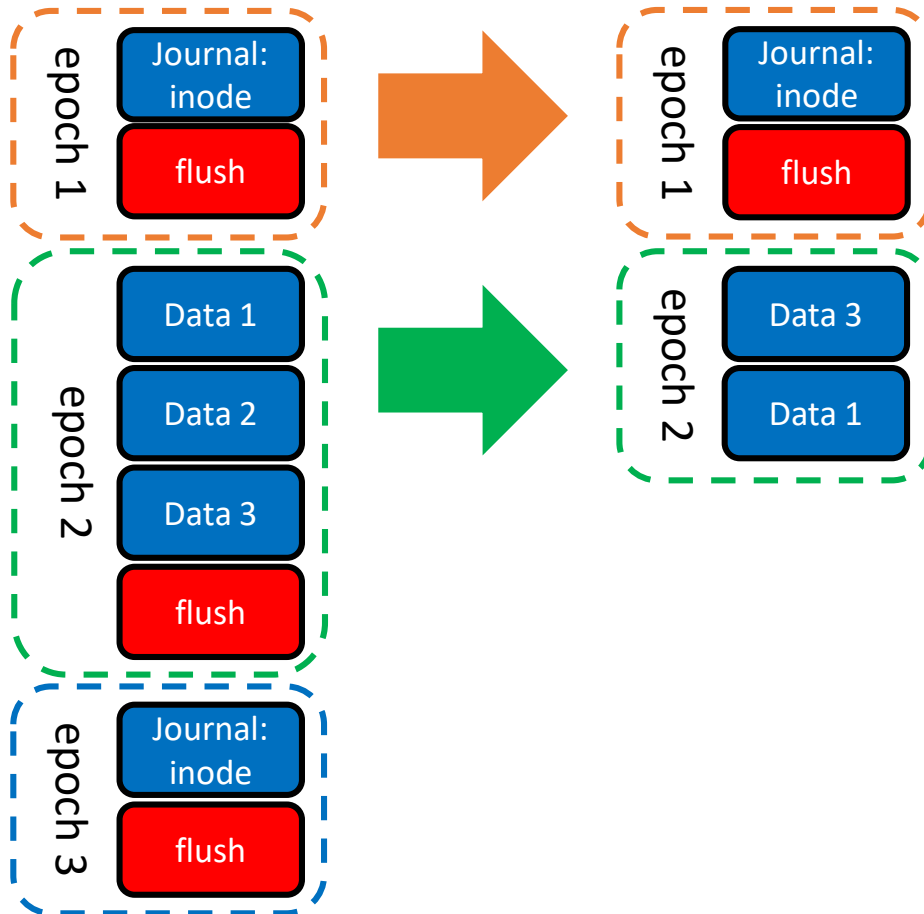 epoch 1
Journal:
inode
flush
epoch 2
Data 1
Data 2
Data 3
flush
epoch 3
Journal:
inode
flush
epoch 1
Journal:
inode
flush
epoch 2
Data 3
Data 1